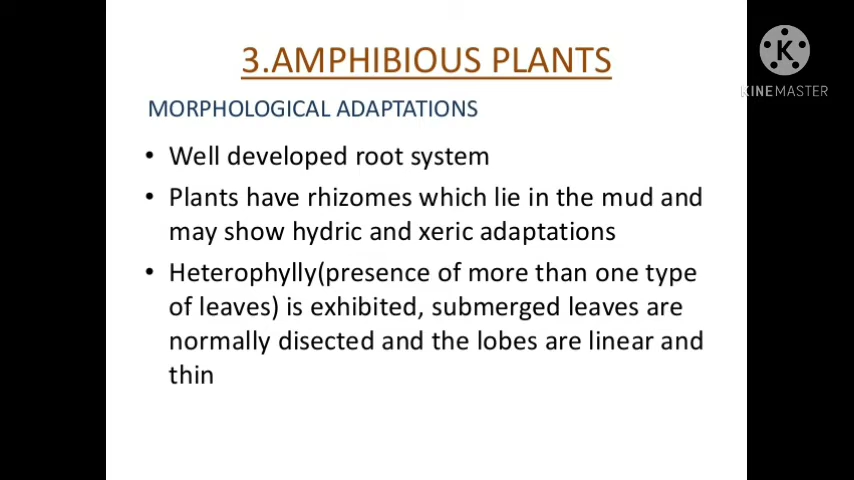 3.AMPHIBIOUS PLANTS
K
KINEMASTER
MORPHOLOGICAL ADAPTATIONS
• Well developed root system
• Plants have rhizomes which lie in the mud and
may show hydric and xeric adaptations
• Heterophylly(presence of more than one type
of leaves) is exhibited, submerged leaves are
normally disected and the lobes are linear and
thin